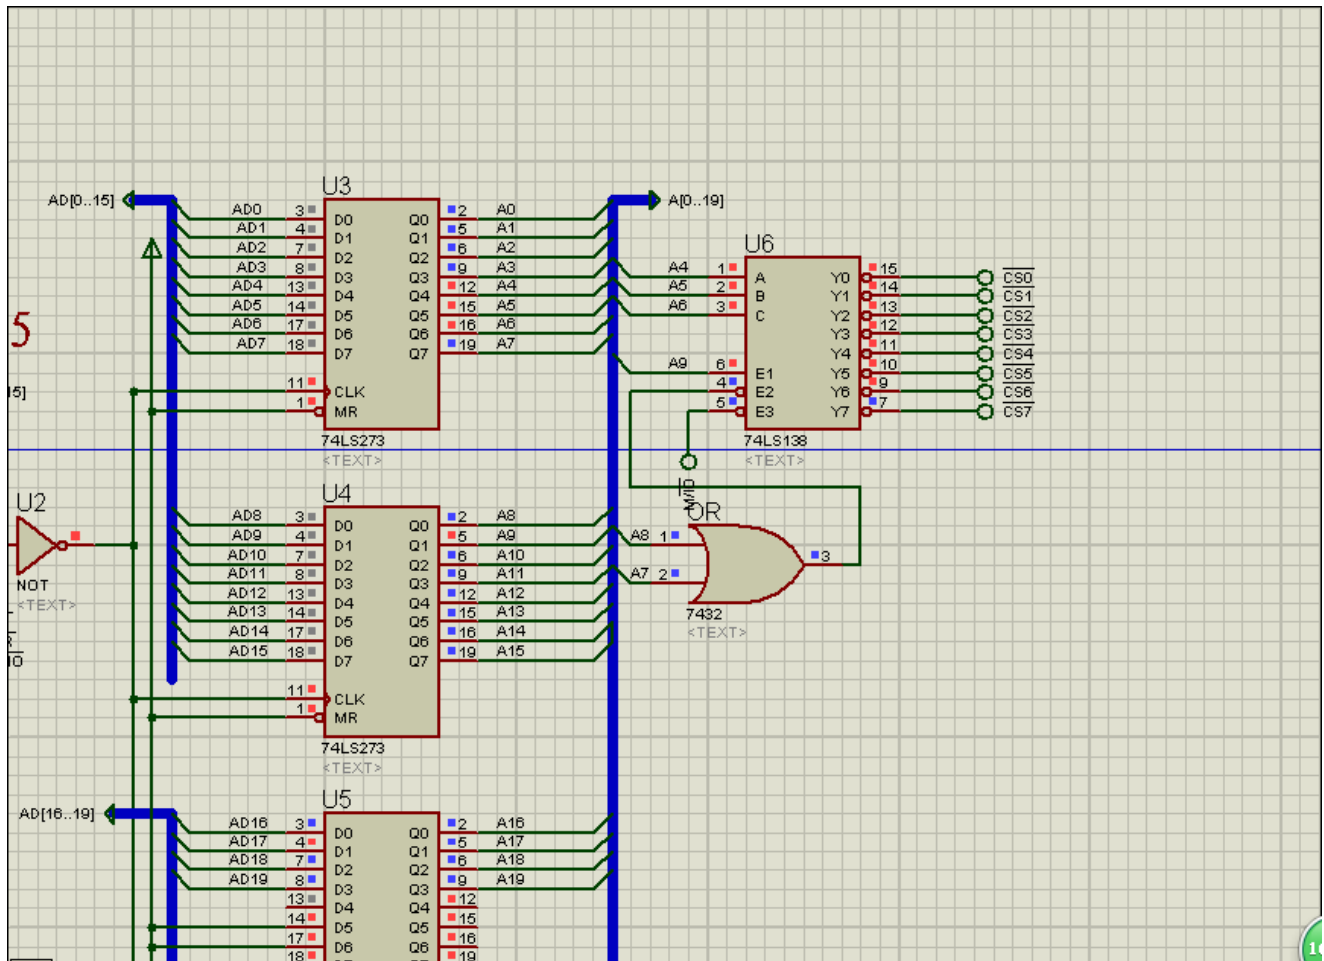 U3
AD[0..15]
A[0..19]
AD0 3 D0 Q0 2 A0
AD1 4 D1 Q1 5 A1
AD2 7 D2 Q2 6 A2
AD3 8 D3 Q3 9 A3
AD4 13 D4 Q4 12 A4
AD5 14 D5 Q5 15 A5
AD6 17 D6 Q6 16 A6
AD7 18 D7 Q7 19 A7
11 CLK
1 MR
74LS273
<TEXT>
U6
A4 1 A Y0 15 CS0
A5 2 B Y1 14 CS1
A6 3 C Y2 13 CS2
Y3 12 CS3
Y4 11 CS4
A9 6 E1 Y5 10 CS5
4 E2 Y6 9 CS6
5 E3 Y7 7 CS7
74LS138
<TEXT>
M/IO
5
5]
U2
NOT
<TEXT>
U4
AD8 3 D0 Q0 2 A8
AD9 4 D1 Q1 5 A9
AD10 7 D2 Q2 6 A10
AD11 8 D3 Q3 9 A11
AD12 13 D4 Q4 12 A12
AD13 14 D5 Q5 15 A13
AD14 17 D6 Q6 16 A14
AD15 18 D7 Q7 19 A15
11 CLK
1 MR
74LS273
<TEXT>
OR
A8 1
3
A7 2
7432
<TEXT>
U5
AD[16..19]
AD16 3 D0 Q0 2 A16
AD17 4 D1 Q1 5 A17
AD18 7 D2 Q2 6 A18
AD19 8 D3 Q3 9 A19
13 D4 Q4 12
14 D5 Q5 15
17 D6 Q6 16
18 19